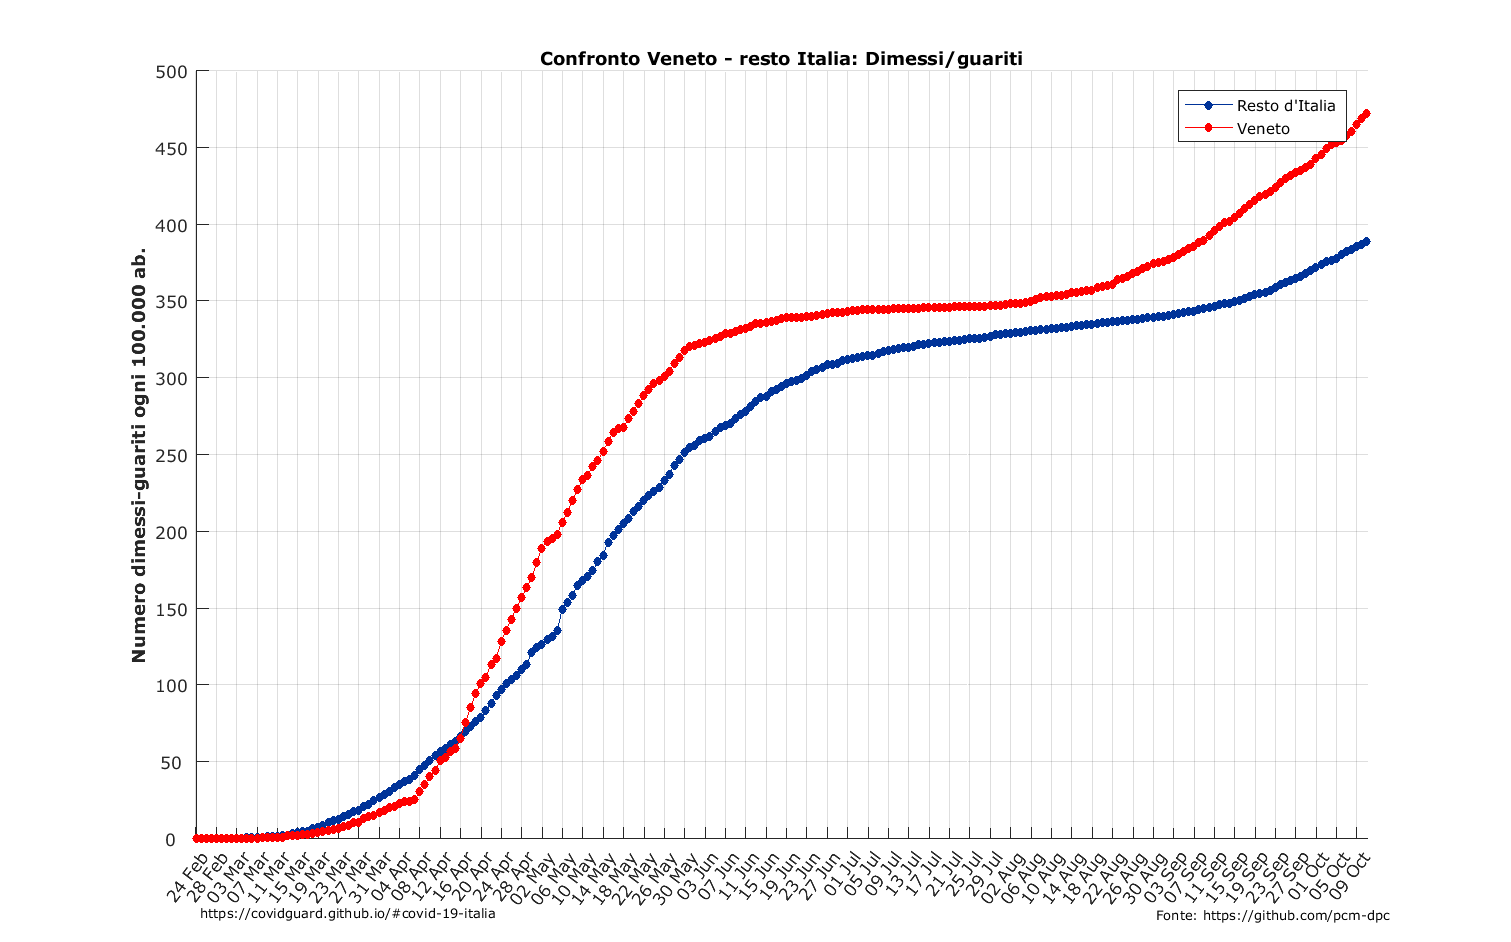 Confronto Veneto - resto Italia: Dimessi/guariti
Numero dimessi-guariti ogni 100.000 ab.
500
450
400
350
300
250
200
150
100
50
0
Resto d'Italia
Veneto
24 Feb
28 Feb
03 Mar
07 Mar
11 Mar
15 Mar
19 Mar
23 Mar
27 Mar
31 Mar
04 Apr
08 Apr
12 Apr
16 Apr
20 Apr
24 Apr
28 Apr
02 May
06 May
10 May
14 May
18 May
22 May
26 May
30 May
03 Jun
07 Jun
11 Jun
15 Jun
19 Jun
23 Jun
27 Jun
01 Jul
05 Jul
09 Jul
13 Jul
17 Jul
21 Jul
25 Jul
29 Jul
02 Aug
06 Aug
10 Aug
14 Aug
18 Aug
22 Aug
26 Aug
30 Aug
03 Sep
07 Sep
11 Sep
15 Sep
19 Sep
23 Sep
27 Sep
01 Oct
05 Oct
09 Oct
https://covidguard.github.io/#covid-19-italia
Fonte: https://github.com/pcm-dpc